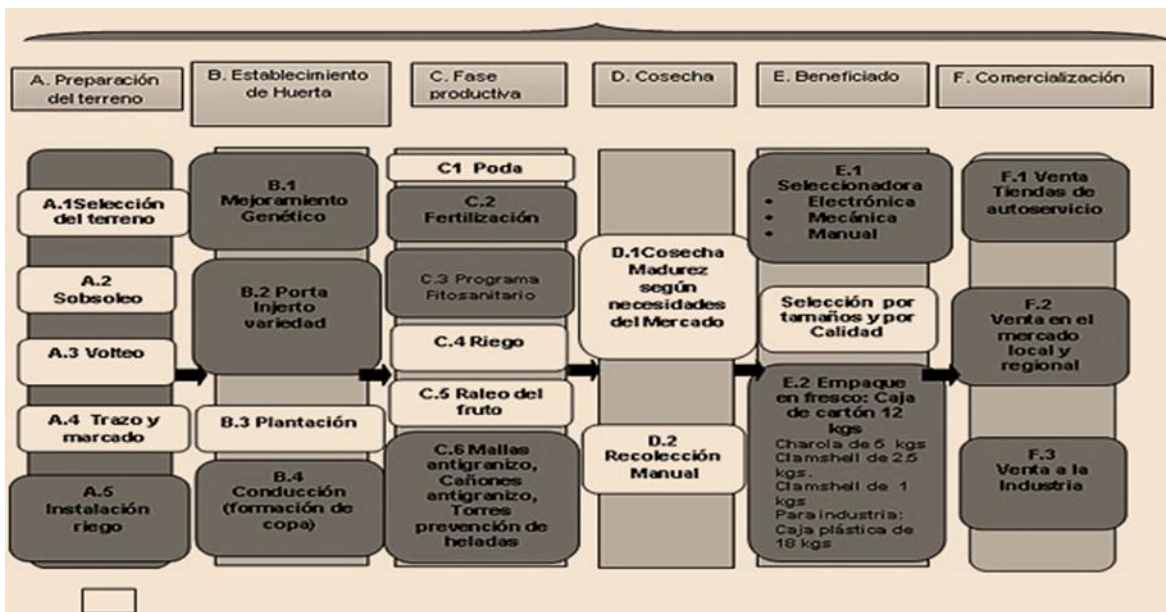 A. Preparación
del terreno
B. Establecimiento
de Huerta
C. Fase
productiva
D. Cosecha
E. Beneficiado
F. Comercialización
A.1Selección
del terreno
A.2
Sobsoleo
A.3 Volteo
A.4 Trazo y
marcado
A.5
Instalación
riego
B.1
Mejoramiento
Genético
B.2 Porta
Injerto
variedad
B.3 Plantación
B.4
Conducción
(formación de
copa)
C1 Poda
C.2
Fertilización
C.3 Programa
Fitosanitario
C.4 Riego
C.5 Raleo del
fruto
C.6 Mallas
antigranizo,
Cañones
antigranizo,
Torres
prevención de
heladas
D.1Cosecha
Madurez
según
necesidades
del Mercado
D.2
Recolección
Manual
E.1
Seleccionadora
• Electrónica
• Mecánica
• Manual
Selección por
tamaños y por
Calidad
E.2 Empaque
en fresco: Caja
de cartón 12
kgs
Charola de 5 kgs
Clamshell de 2.5
kgs.
Clamshell de 1
kgs
Para industria;
Caja plástica de
18 kgs
F.1 Venta
Tiendas de
autoservicio
F.2
Venta en el
mercado
local y
regional
F.3
Venta a la
Industria